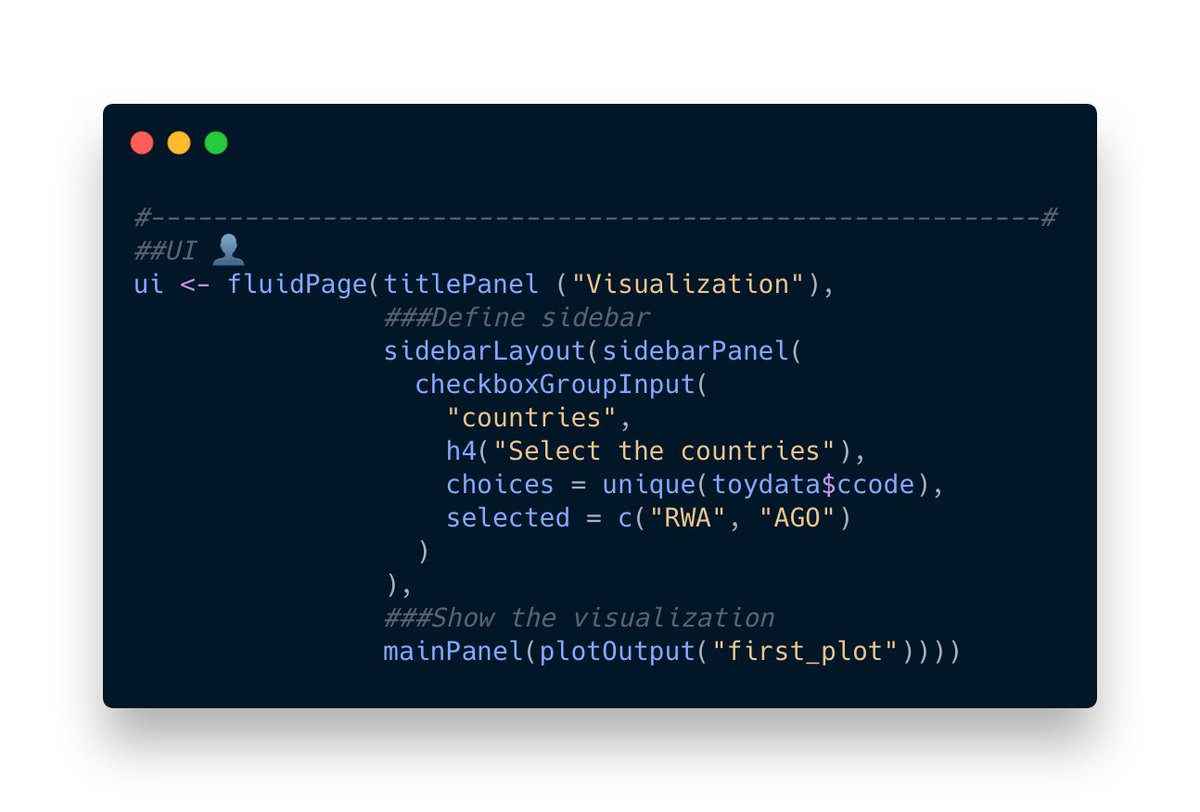 #---------------------------------------------------------#
##UI 👤
ui <- fluidPage(titlePanel ("Visualization"),
                ###Define sidebar
                sidebarLayout(sidebarPanel(
                  checkboxGroupInput(
                    "countries",
                    h4("Select the countries"),
                    choices = unique(toydata$ccode),
                    selected = c("RWA", "AGO")
                  )
                ),
                ###Show the visualization
                mainPanel(plotOutput("first_plot"))))